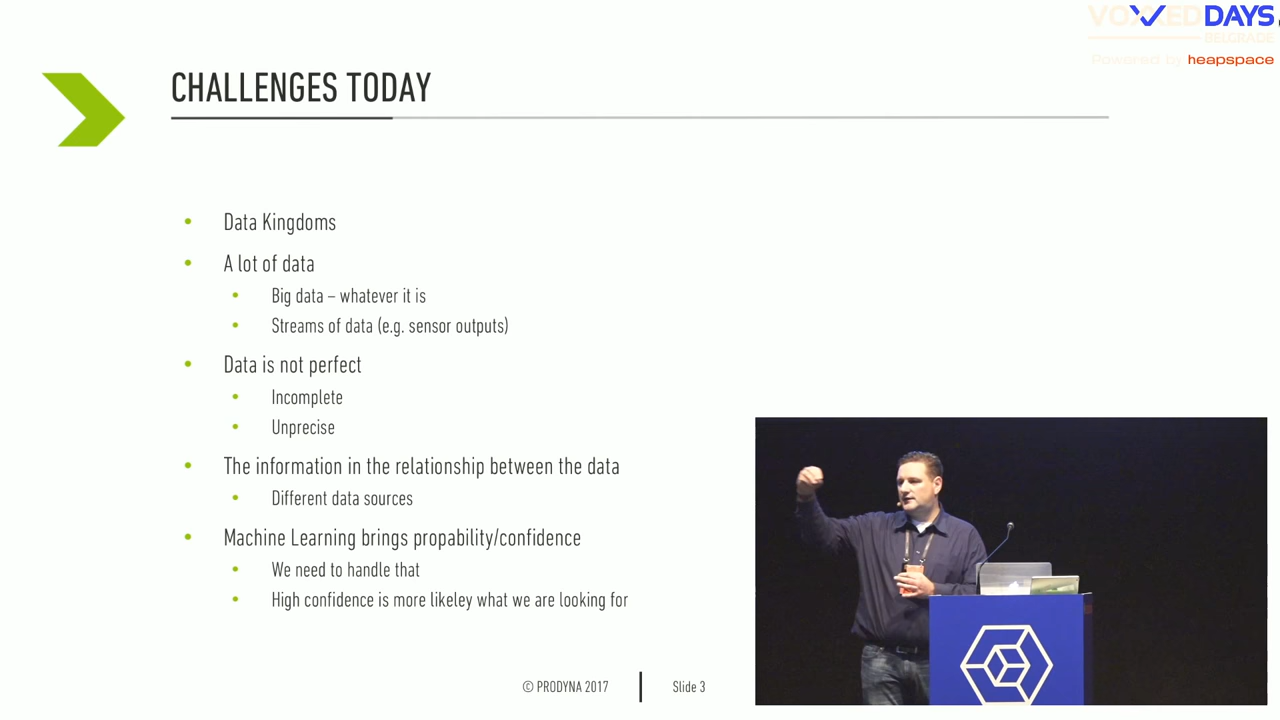 VOXXED DAYS
BELGRADE
Powered by heapspace
CHALLENGES TODAY
• Data Kingdoms
• A lot of data
• Big data – whatever it is
• Streams of data (e.g. sensor outputs)
• Data is not perfect
• Incomplete
• Unprecise
• The information in the relationship between the data
• Different data sources
• Machine Learning brings propability/confidence
• We need to handle that
• High confidence is more likeley what we are looking for
© PRODYNA 2017
Slide 3